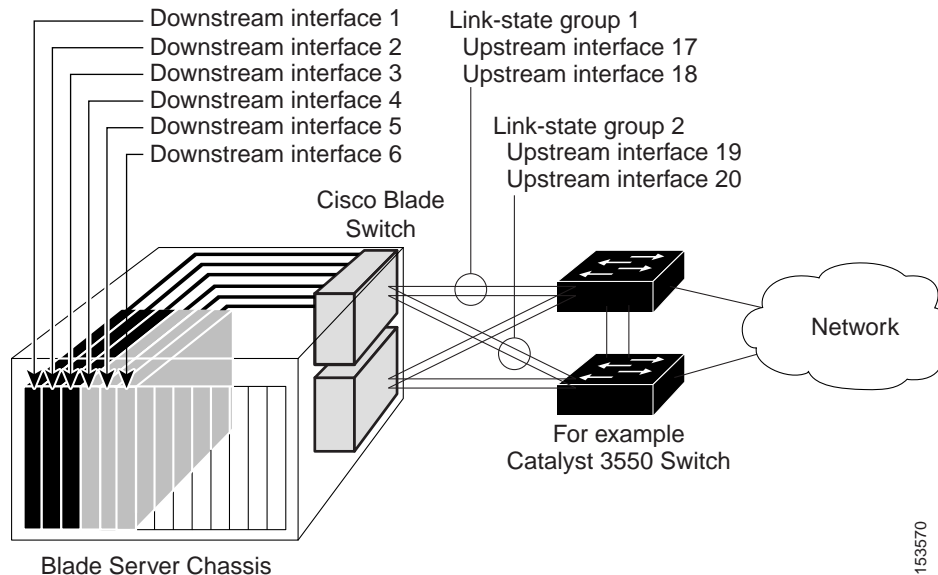 Downstream interface 1
Downstream interface 2
Downstream interface 3
Downstream interface 4
Downstream interface 5
Downstream interface 6
Link-state group 1
Upstream interface 17
Upstream interface 18
Link-state group 2
Upstream interface 19
Upstream interface 20
Cisco Blade
Switch
Network
For example
Catalyst 3550 Switch
Blade Server Chassis
153570